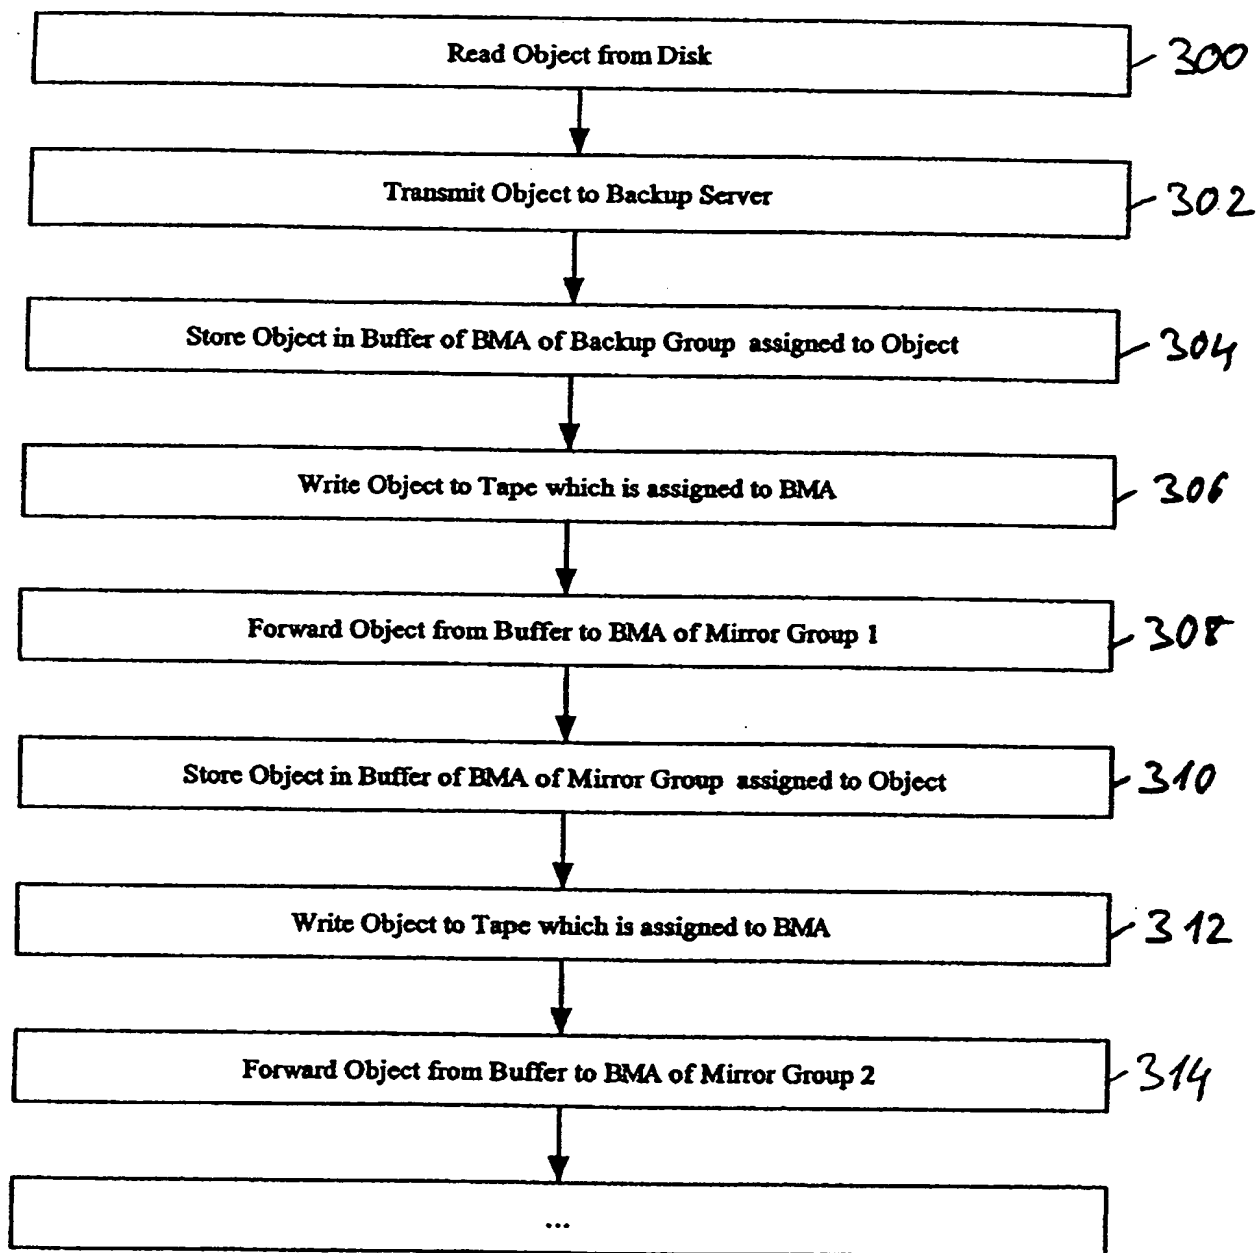 Read Object from Disk 300
Transmit Object to Backup Server 302
Store Object in Buffer of BMA of Backup Group assigned to Object 304
Write Object to Tape which is assigned to BMA 306
Forward Object from Buffer to BMA of Mirror Group 1 308
Store Object in Buffer of BMA of Mirror Group assigned to Object 310
Write Object to Tape which is assigned to BMA 312
Forward Object from Buffer to BMA of Mirror Group 2 314
...